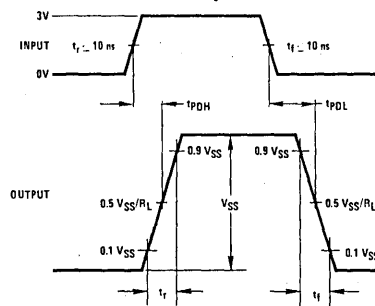 3V
INPUT
tr ≤ 10 ns
tf ≤ 10 ns
0V
tPDH
tPDL
0.9 VSS
0.9 VSS
OUTPUT
0.5 VSS/RL
VSS
0.5 VSS/RL
0.1 VSS
0.1 VSS
tr
tf